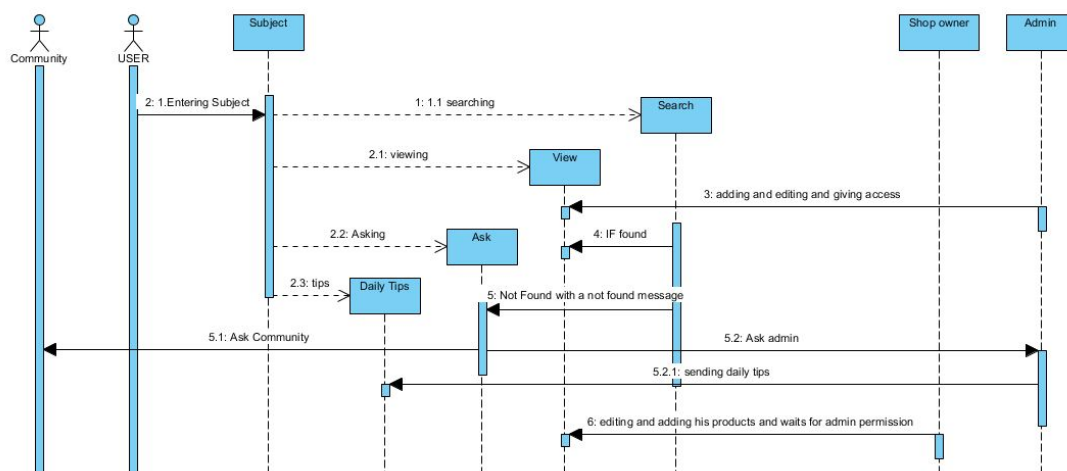 Subject
Shop owner
Admin
Community
USER
2: 1.Entering Subject
1: 1.1 searching
Search
2.1: viewing
View
3: adding and editing and giving access
2.2: Asking
Ask
4: IF found
2.3: tips
Daily Tips
5: Not Found with a not found message
5.1: Ask Community
5.2: Ask admin
5.2.1: sending daily tips
6: editing and adding his products and waits for admin permission